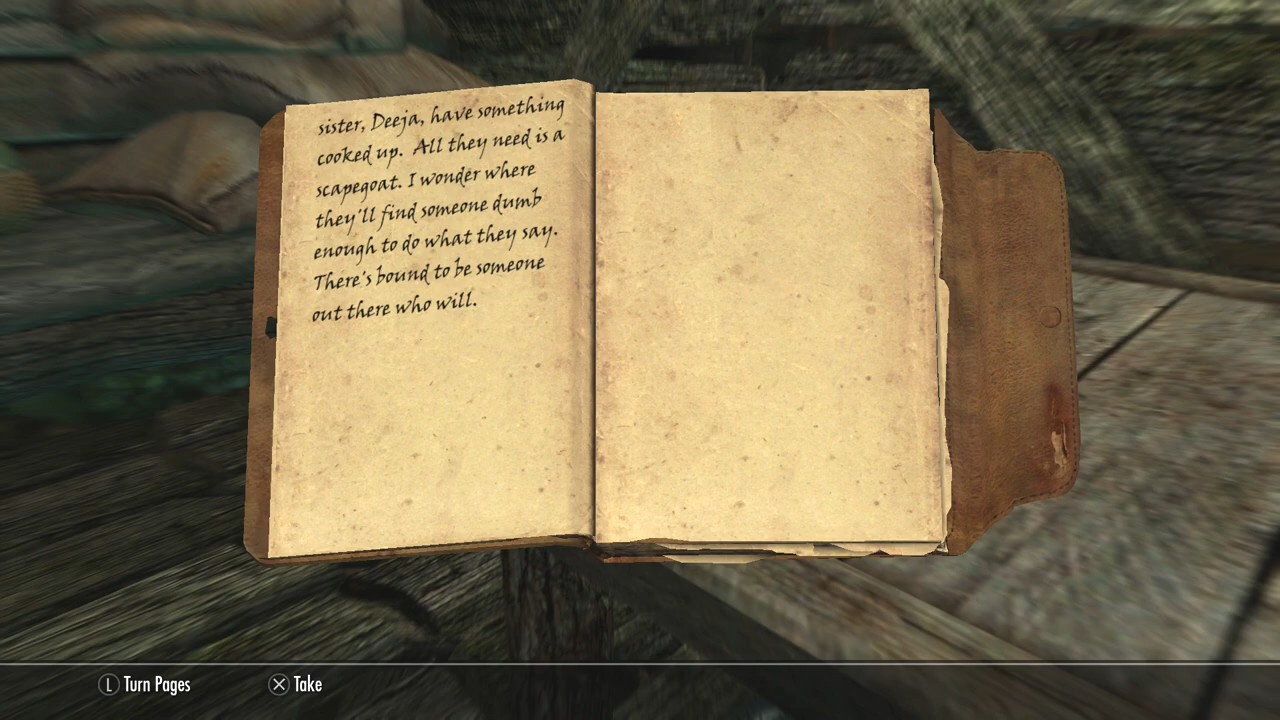 sister, Deeja, have something
cooked up. All they need is a
scapegoat. I wonder where
they'll find someone dumb
enough to do what they say.
There's bound to be someone
out there who will.
L Turn Pages
X Take